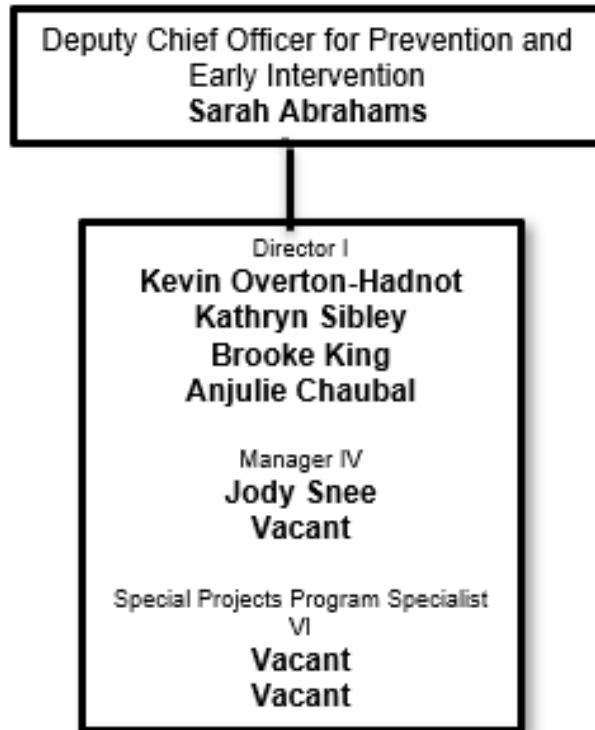 Deputy Chief Officer for Prevention and
Early Intervention
Sarah Abrahams
Director I
Kevin Overton-Hadnot
Kathryn Sibley
Brooke King
Anjulie Chaubal
Manager IV
Jody Snee
Vacant
Special Projects Program Specialist
VI
Vacant
Vacant